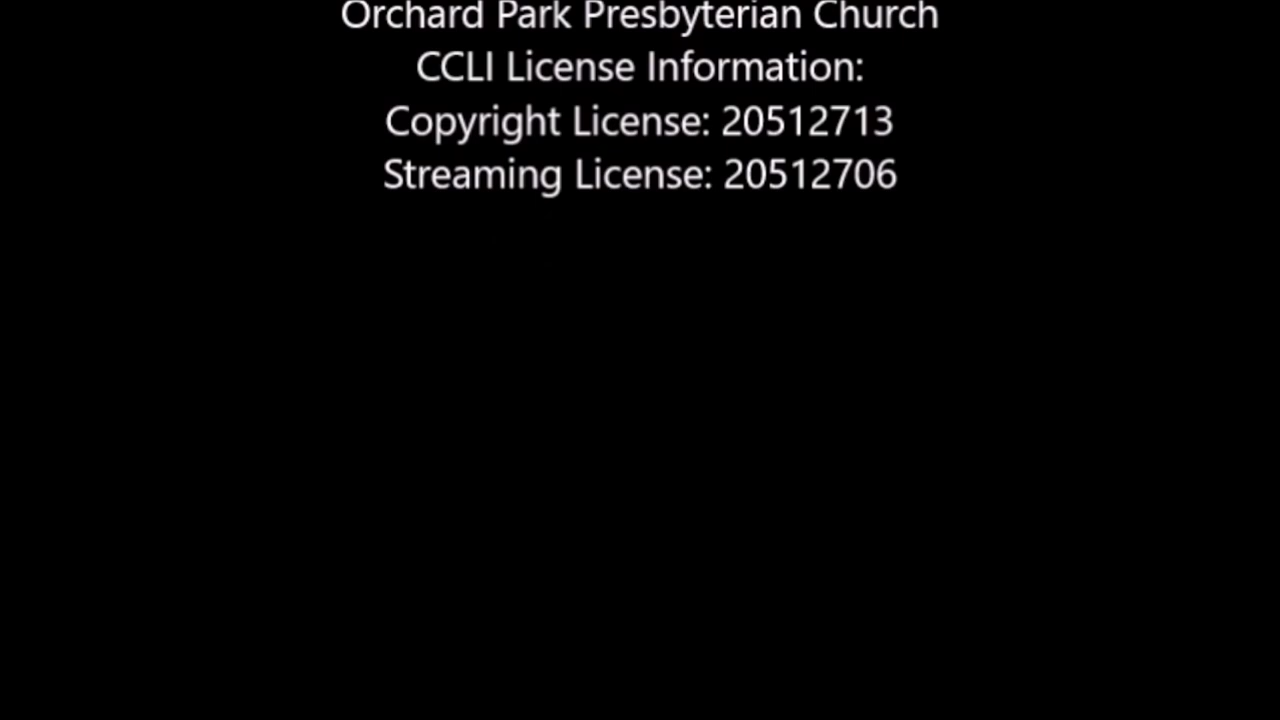 Orchard Park Presbyterian Church
CCLI License Information:
Copyright License: 20512713
Streaming License: 20512706